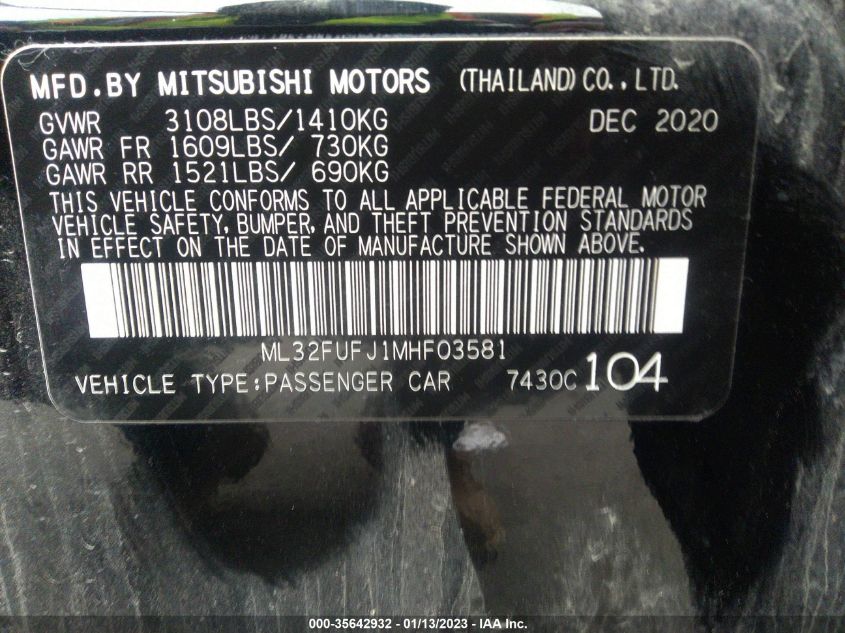 MFD.BY MITSUBISHI MOTORS (THAILAND) CO., LTD.
GVWR 3108LBS/1410KG DEC 2020
GAWR FR 1609LBS/ 730KG
GAWR RR 1521LBS/ 690KG
THIS VEHICLE CONFORMS TO ALL APPLICABLE FEDERAL MOTOR
VEHICLE SAFETY, BUMPER, AND THEFT PREVENTION STANDARDS
IN EFFECT ON THE DATE OF MANUFACTURE SHOWN ABOVE.
ML32FUFJ1MHF03581
VEHICLE TYPE:PASSENGER CAR 7430C 104
000-35642932 - 01/13/2023 - IAA Inc.